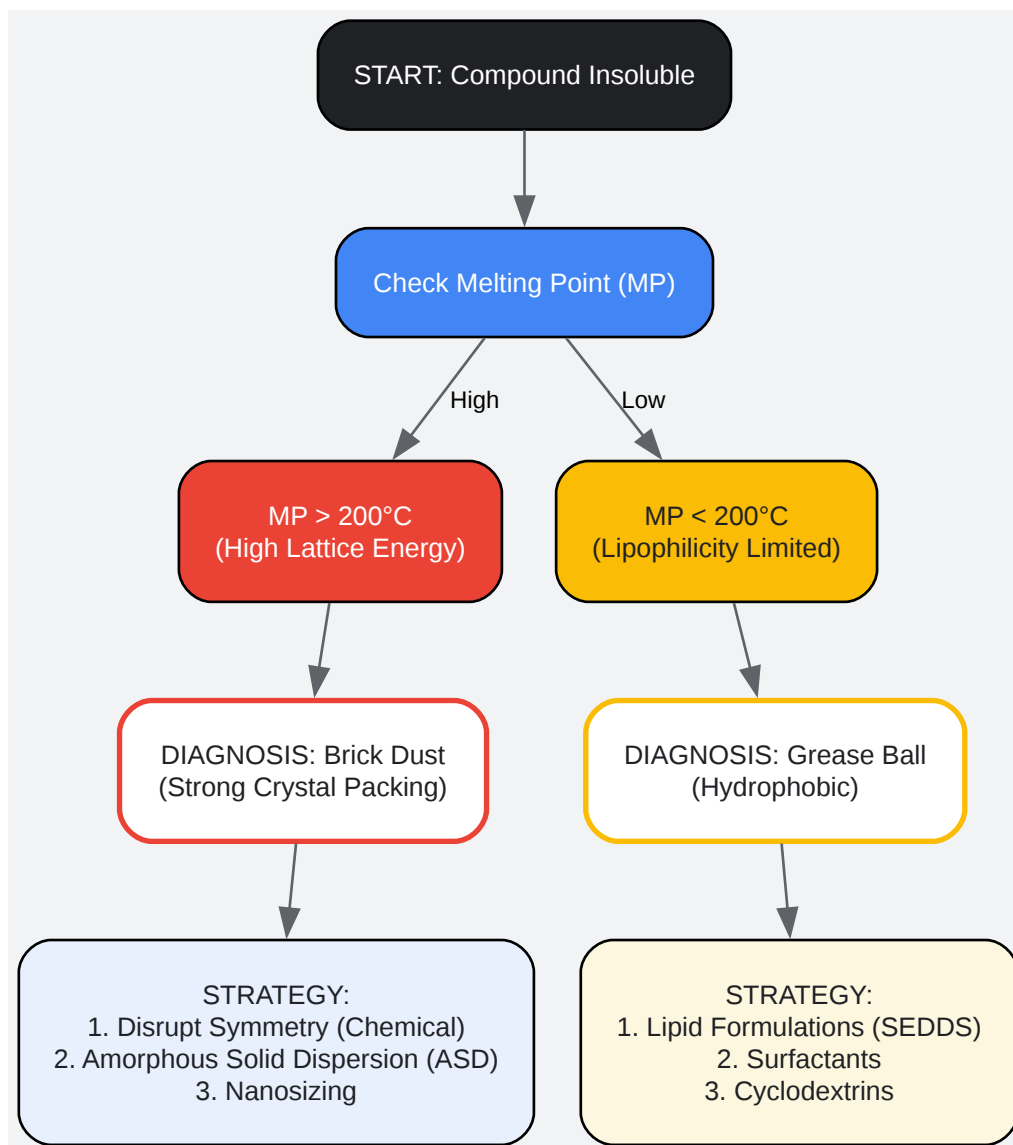 START: Compound Insoluble
Check Melting Point (MP)
High
Low
MP > 200°C
(High Lattice Energy)
MP < 200°C
(Lipophilicity Limited)
DIAGNOSIS: Brick Dust
(Strong Crystal Packing)
DIAGNOSIS: Grease Ball
(Hydrophobic)
STRATEGY:
1. Disrupt Symmetry (Chemical)
2. Amorphous Solid Dispersion (ASD)
3. Nanosizing
STRATEGY:
1. Lipid Formulations (SEDDS)
2. Surfactants
3. Cyclodextrins